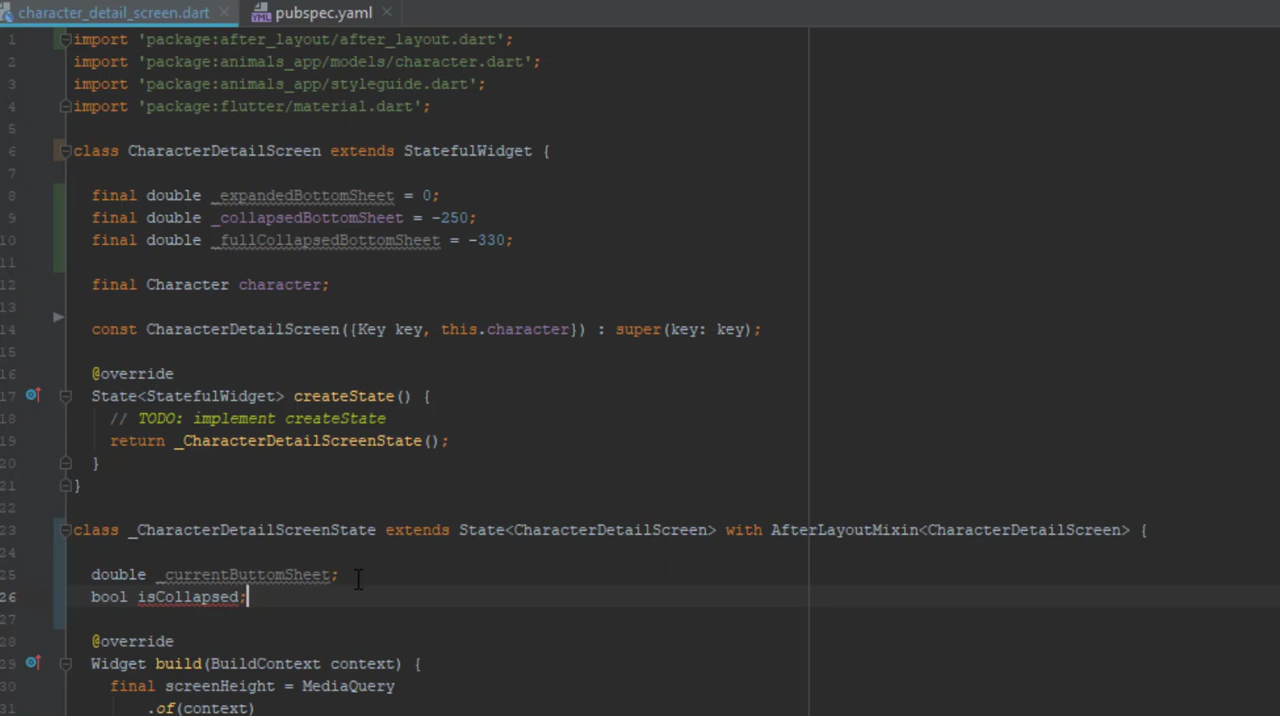 character_detail_screen.dart
YML pubspec.yaml
1 import 'package:after_layout/after_layout.dart';
2 import 'package:animals_app/models/character.dart';
3 import 'package:animals_app/styleguide.dart';
4 import 'package:flutter/material.dart';
5
6 class CharacterDetailScreen extends StatefulWidget {
7
8 final double _expandedBottomSheet = 0;
9 final double _collapsedBottomSheet = -250;
10 final double _fullCollapsedBottomSheet = -330;
11
12 final Character character;
13
14 const CharacterDetailScreen({Key key, this.character}) : super(key: key);
15
16 @override
17 State<StatefulWidget> createState() {
18 // TODO: implement createState
19 return _CharacterDetailScreenState();
20 }
21 }
22
23 class _CharacterDetailScreenState extends State<CharacterDetailScreen> with AfterLayoutMixin<CharacterDetailScreen> {
24
25 double _currentButtomSheet;
26 bool isCollapsed;
27
28 @override
29 Widget build(BuildContext context) {
30 final screenHeight = MediaQuery
31 .of(context)